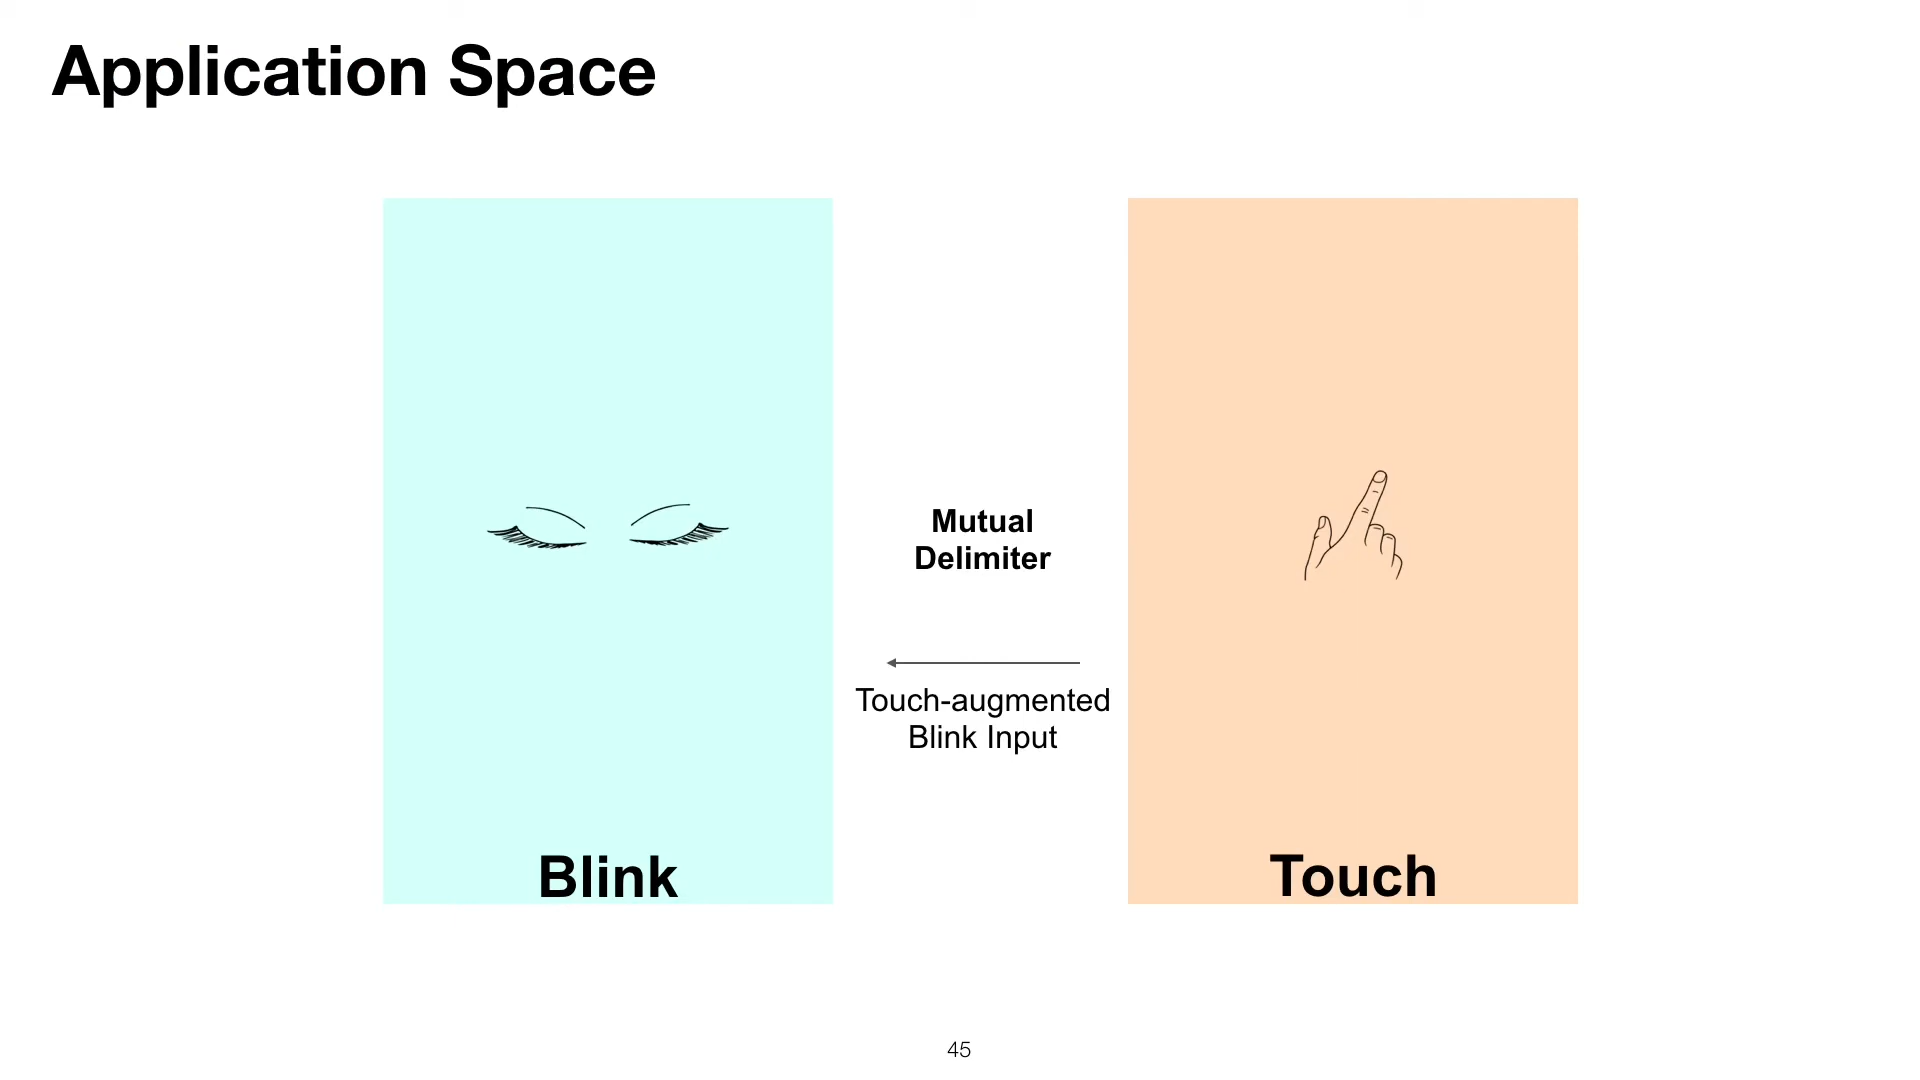 Application Space
Mutual
Delimiter
Touch-augmented
Blink Input
Blink
Touch
45